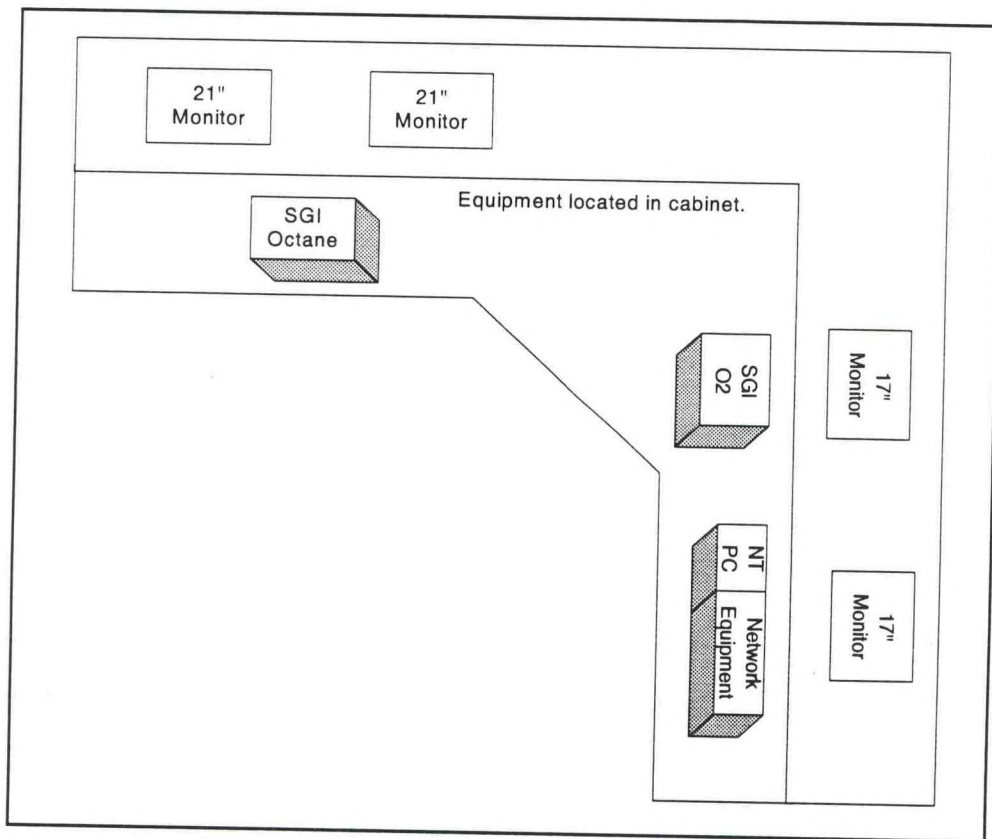 21"
Monitor
21"
Monitor
Equipment located in cabinet.
SGI
Octane
SGI
O2
17"
Monitor
NT
PC
Network
Equipment
17"
Monitor